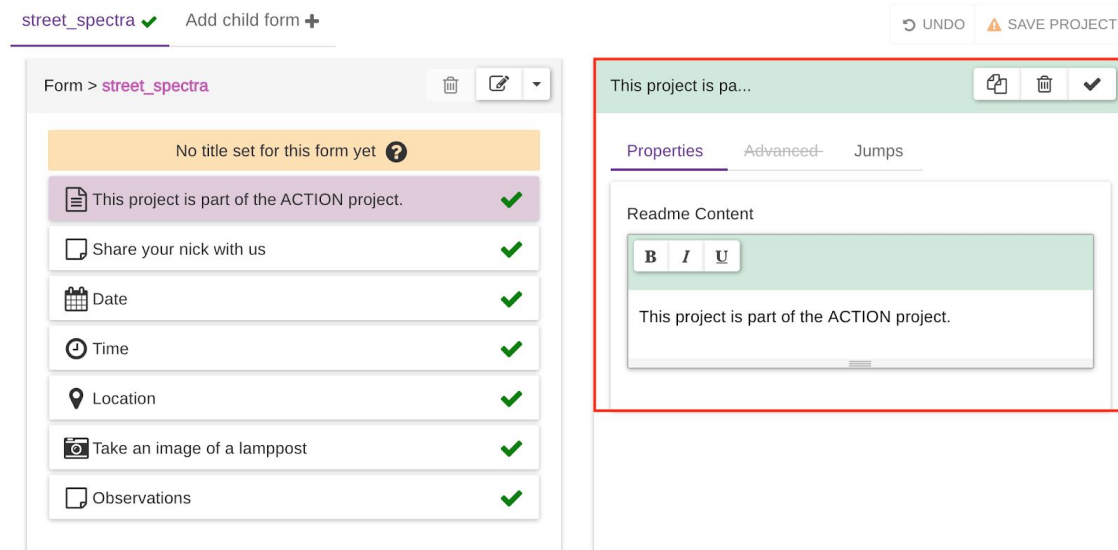 street_spectra
Add child form
UNDO
SAVE PROJECT
Form > street_spectra
No title set for this form yet ?
This project is part of the ACTION project.
Share your nick with us
Date
Time
Location
Take an image of a lamppost
Observations
This project is pa...
Properties
Advanced
Jumps
Readme Content
B I U
This project is part of the ACTION project.